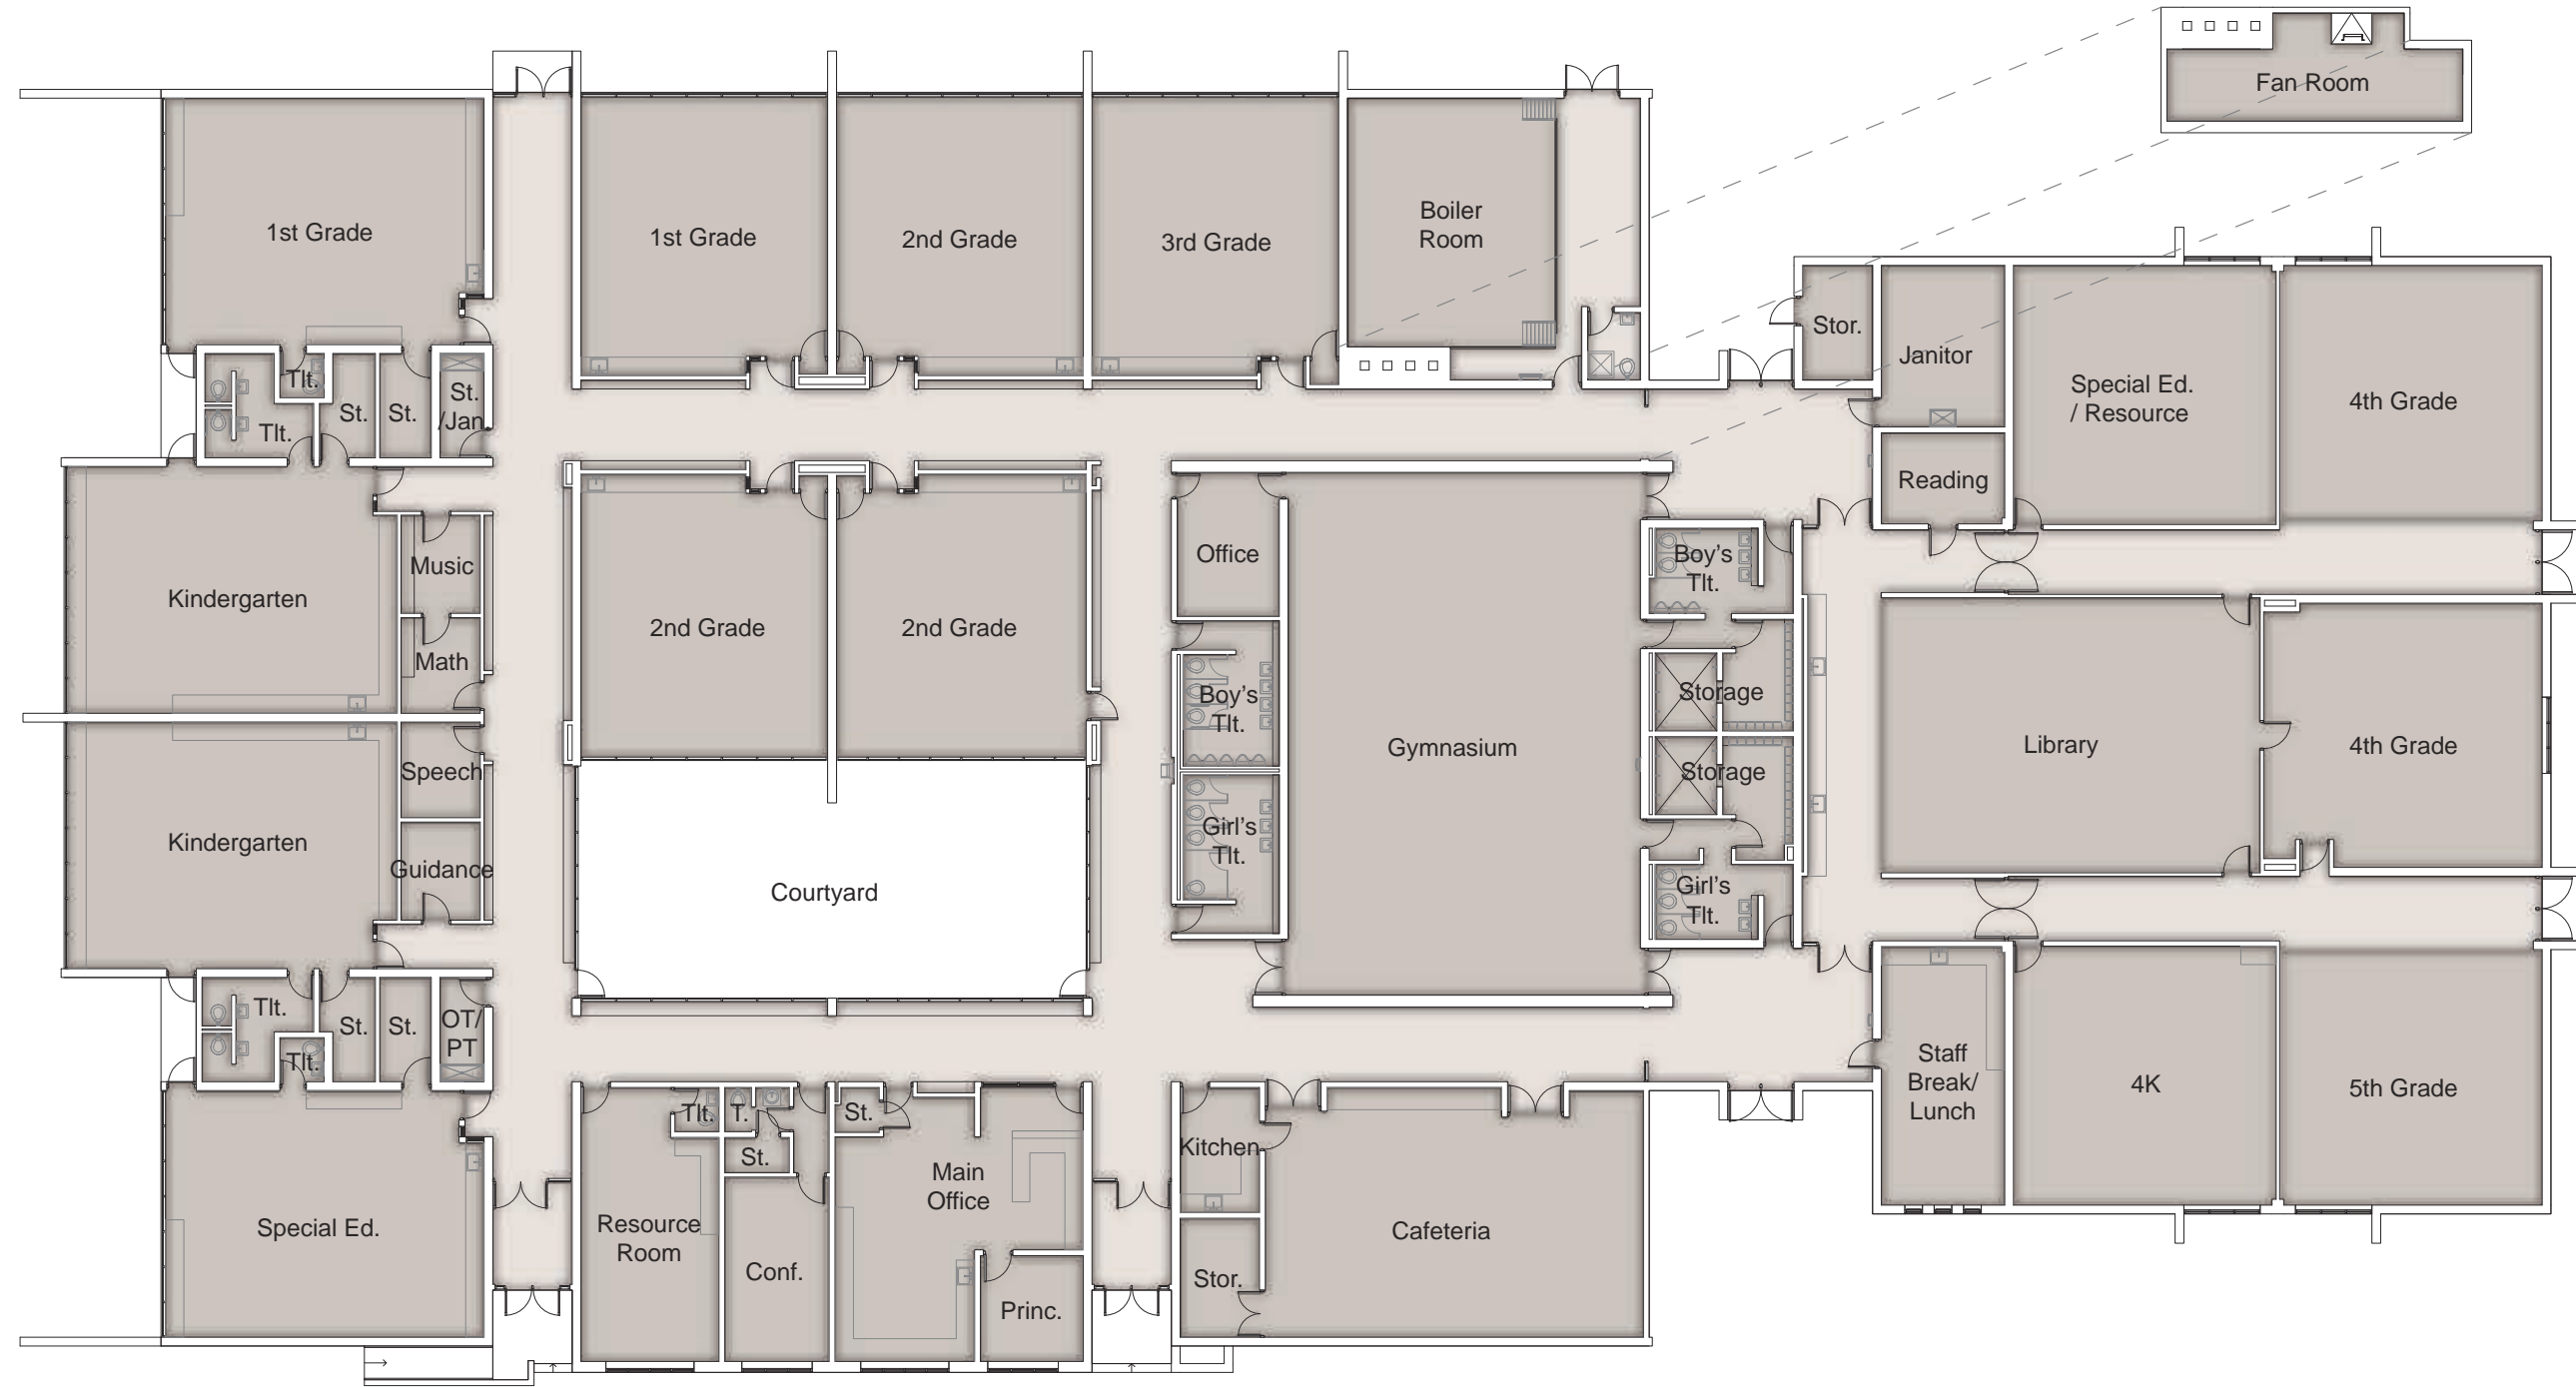 Fan Room
1st Grade
1st Grade
2nd Grade
3rd Grade
Boiler
Room
Stor.
Janitor
Special Ed.
/ Resource
4th Grade
Tlt.
Tlt.
St.
St.
St.
/Jan
Reading
Kindergarten
Music
Math
2nd Grade
2nd Grade
Office
Boy's
Tlt.
Gymnasium
Boy's
Tlt.
Storage
Storage
Library
4th Grade
Kindergarten
Speech
Guidance
Courtyard
Girl's
Tlt.
Girl's
Tlt.
Tlt.
Tlt.
St.
St.
OT/
PT
Special Ed.
Resource
Room
Tlt.
T.
St.
Conf.
St.
Main
Office
Princ.
Kitchen
Stor.
Cafeteria
Staff
Break/
Lunch
4K
5th Grade